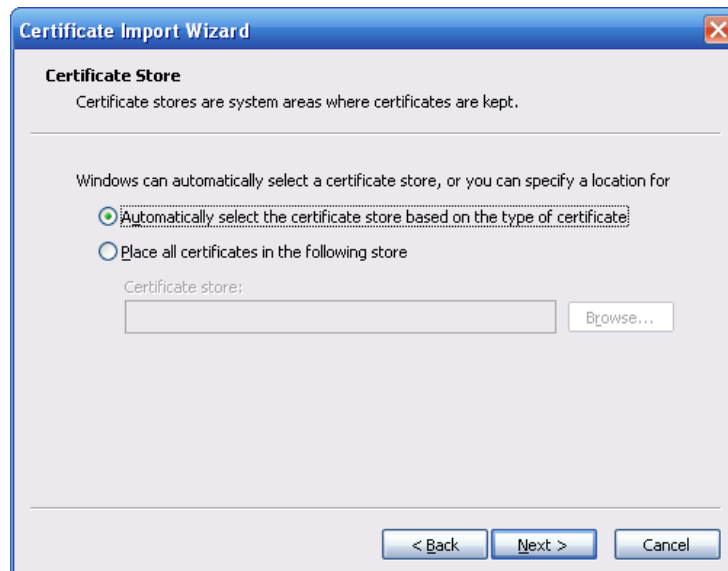 Certificate Import Wizard
Certificate Store
Certificate stores are system areas where certificates are kept.
Windows can automatically select a certificate store, or you can specify a location for
Automatically select the certificate store based on the type of certificate
Place all certificates in the following store
Certificate store:
Browse...
< Back
Next >
Cancel